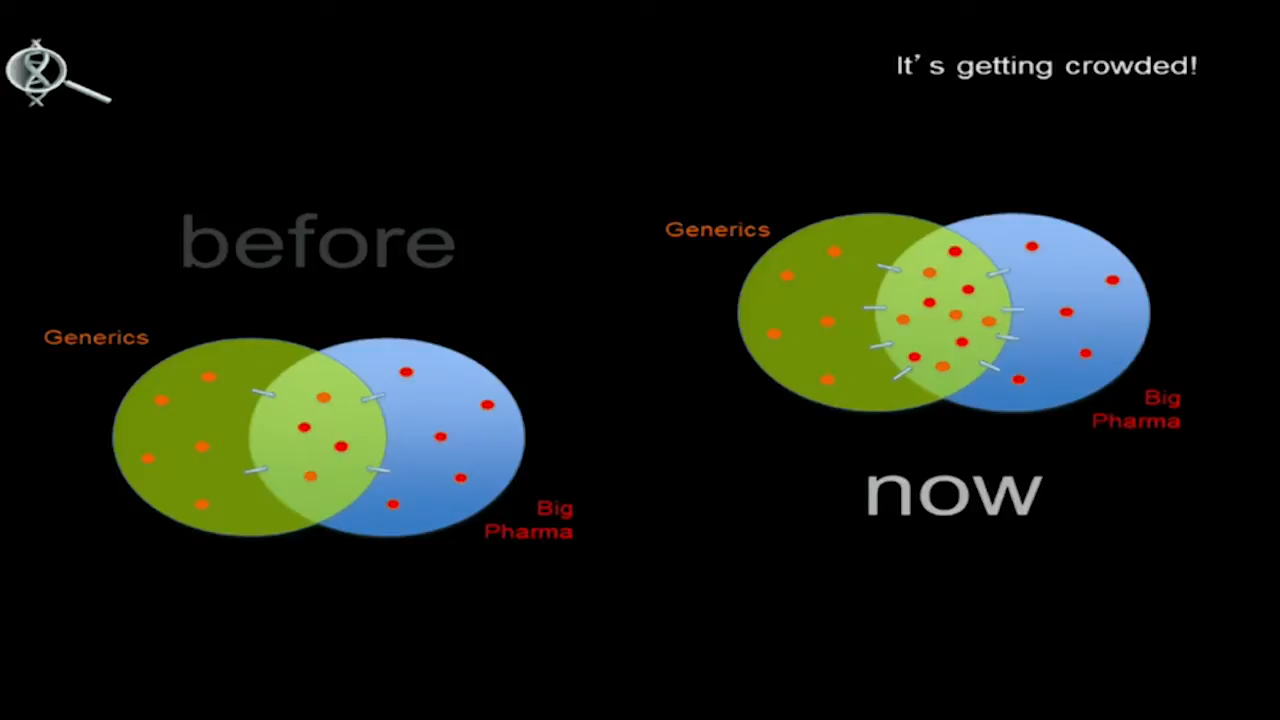 It's getting crowded!
before
Generics
Big
Pharma
Generics
Big
Pharma
now